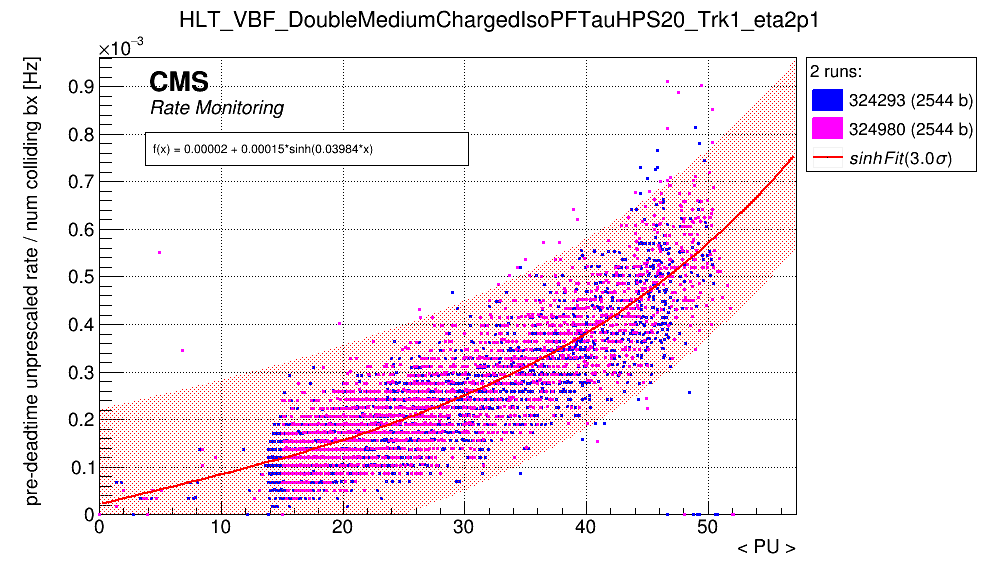 HLT_VBF_DoubleMediumChargedIsoPFTauHPS20_Trk1_eta2p1
×10⁻³
CMS
Rate Monitoring
f(x) = 0.00002 + 0.00015*sinh(0.03984*x)
2 runs:
324293 (2544 b)
324980 (2544 b)
sinhFit(3.0σ)
pre-deadtime unprescaled rate / num colliding bx [Hz]
0.9
0.8
0.7
0.6
0.5
0.4
0.3
0.2
0.1
0
0 10 20 30 40 50
< PU >